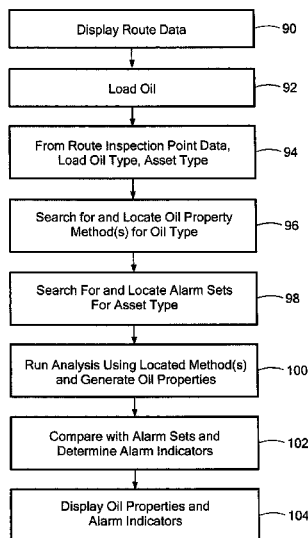 Display Route Data
90
Load Oil
92
From Route Inspection Point Data,
Load Oil Type, Asset Type
94
Search for and Locate Oil Property
Method(s) for Oil Type
96
Search For and Locate Alarm Sets
For Asset Type
98
Run Analysis Using Located Method(s)
and Generate Oil Properties
100
Compare with Alarm Sets and
Determine Alarm Indicators
102
Display Oil Properties and
Alarm Indicators
104